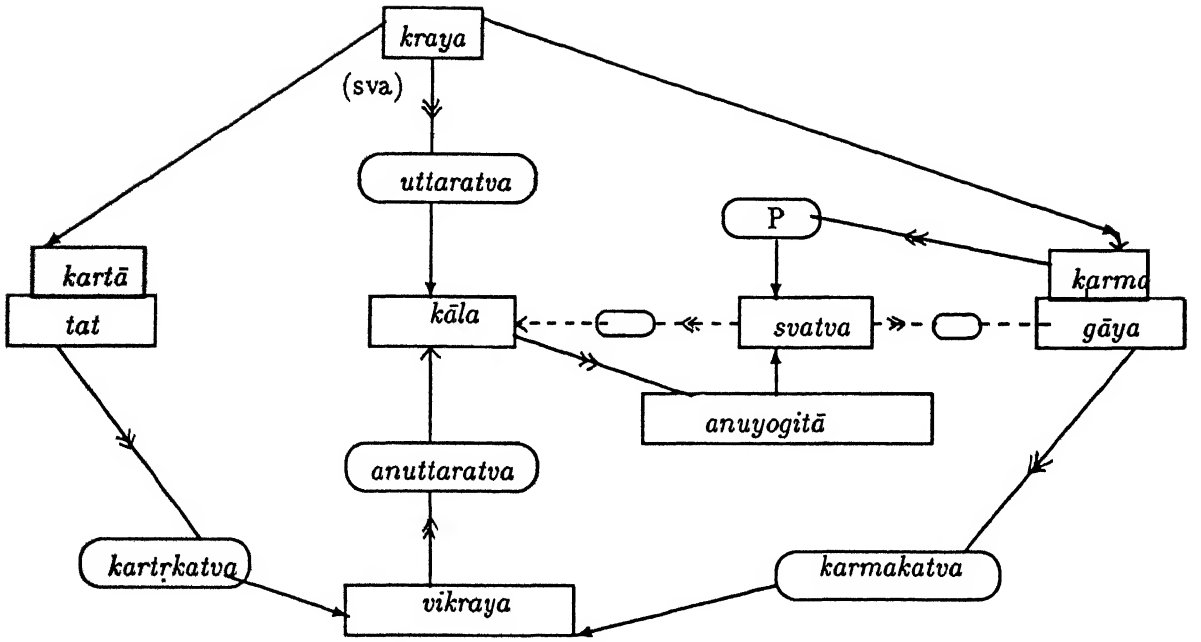 kraya
(sva)
uttaratva
P
kartā
karma
tat
kāla
svatva
gāya
anuyogitā
anuttaratva
kartṛkatva
karmakatva
vikraya